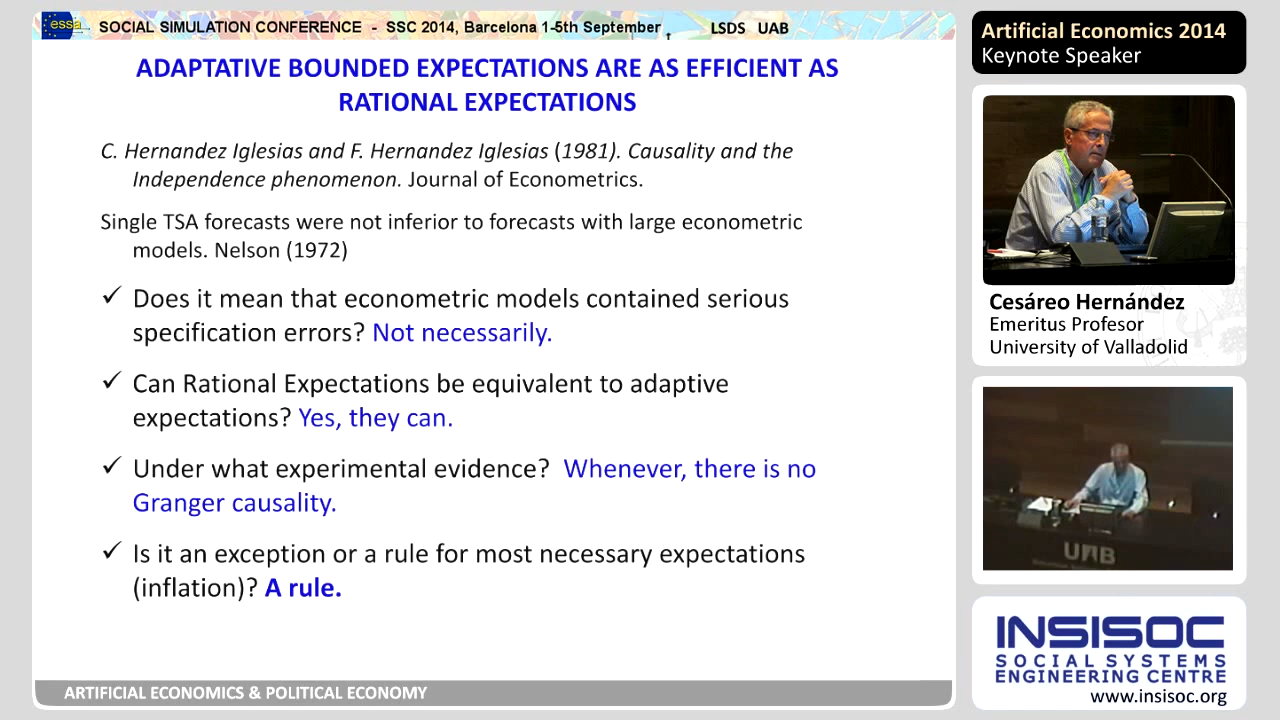 essa
SOCIAL SIMULATION CONFERENCE - SSC 2014, Barcelona 1-5th September , LSDS UAB
ADAPTATIVE BOUNDED EXPECTATIONS ARE AS EFFICIENT AS
RATIONAL EXPECTATIONS
C. Hernandez Iglesias and F. Hernandez Iglesias (1981). Causality and the
Independence phenomenon. Journal of Econometrics.
Single TSA forecasts were not inferior to forecasts with large econometric
models. Nelson (1972)
✓ Does it mean that econometric models contained serious
specification errors? Not necessarily.
✓ Can Rational Expectations be equivalent to adaptive
expectations? Yes, they can.
✓ Under what experimental evidence? Whenever, there is no
Granger causality.
✓ Is it an exception or a rule for most necessary expectations
(inflation)? A rule.
ARTIFICIAL ECONOMICS & POLITICAL ECONOMY
Artificial Economics 2014
Keynote Speaker
Cesáreo Hernández
Emeritus Profesor
University of Valladolid
UAB
INSISOC
SOCIAL SYSTEMS
ENGINEERING CENTRE
www.insisoc.org